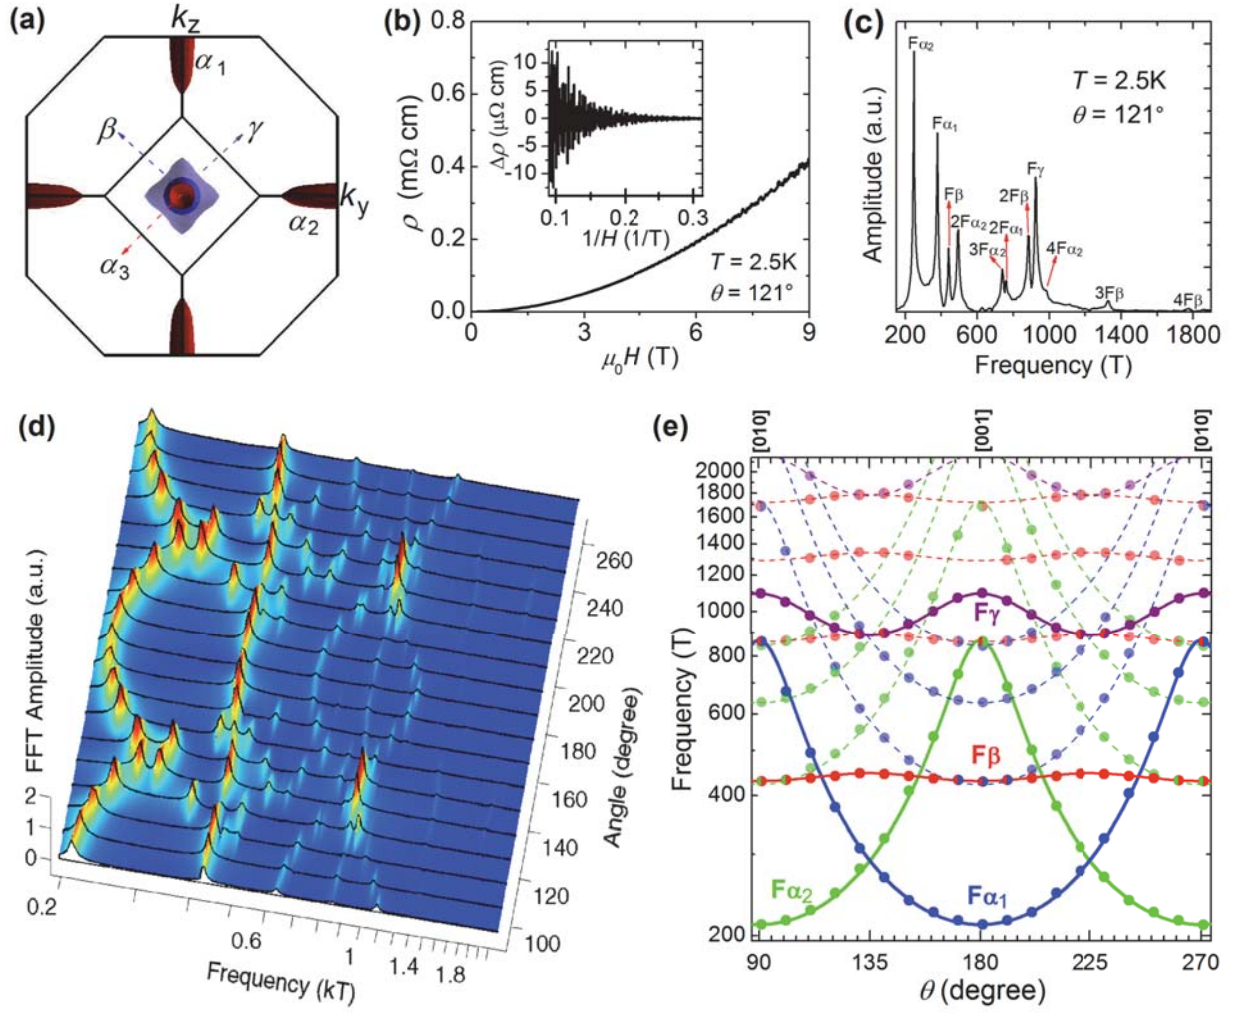 (a)
k_z
α₁
β
γ
k_y
α₂
α₃
(b)
0.8
0.6
0.4
0.2
0.0
ρ (mΩ cm)
10
5
0
-5
-10
Δρ (μΩ cm)
0.1 0.2 0.3
1/H (1/T)
T = 2.5K
θ = 121°
0 3 6 9
μ₀H (T)
(c)
Amplitude (a.u.)
Fα₂
Fα₁
Fβ
2Fα₂
3Fα₂
2Fα₁
2Fβ
Fγ
4Fα₂
3Fβ
4Fβ
T = 2.5K
θ = 121°
200 600 1000 1400 1800
Frequency (T)
(d)
FFT Amplitude (a.u.)
2
1
0
0.2 0.6 1 1.4 1.8
Frequency (kT)
260
240
220
200
180
160
140
120
100
Angle (degree)
(e)
[010] [001] [010]
2000
1800
1600
1400
1200
1000
800
600
400
200
Frequency (T)
Fγ
Fβ
Fα₂
Fα₁
90 135 180 225 270
θ (degree)